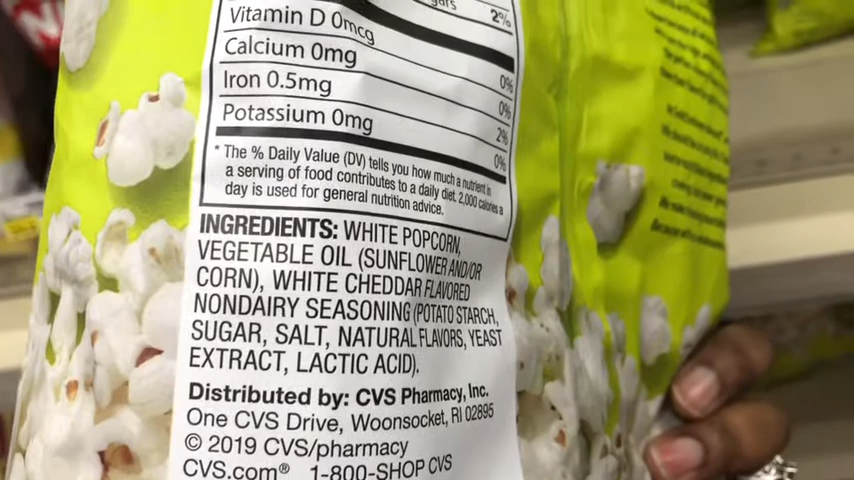 2%
Vitamin D 0mcg 0%
Calcium 0mg 0%
Iron 0.5mg 2%
Potassium 0mg 0%
* The % Daily Value (DV) tells you how much a nutrient in
a serving of food contributes to a daily diet. 2,000 calories a
day is used for general nutrition advice.
INGREDIENTS: WHITE POPCORN,
VEGETABLE OIL (SUNFLOWER AND/OR
CORN), WHITE CHEDDAR FLAVORED
NONDAIRY SEASONING (POTATO STARCH,
SUGAR, SALT, NATURAL FLAVORS, YEAST
EXTRACT, LACTIC ACID).
Distributed by: CVS Pharmacy, Inc.
One CVS Drive, Woonsocket, RI 02895
© 2019 CVS/pharmacy
CVS.com® 1-800-SHOP CVS